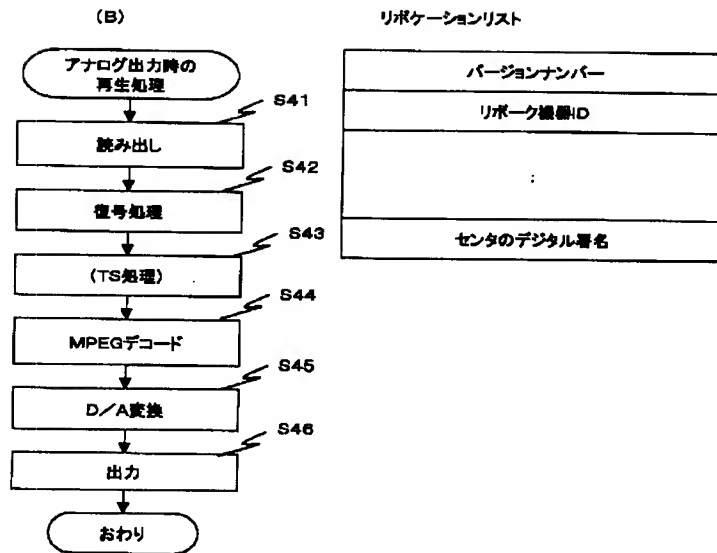 (B)
アナログ出力時の
再生処理
S41
読み出し
S42
復号処理
S43
(TS処理)
S44
MPEGデコード
S45
D／A変換
S46
出力
おわり
リボケーションリスト
バージョンナンバー
リボーク機器ID
:
センタのデジタル署名